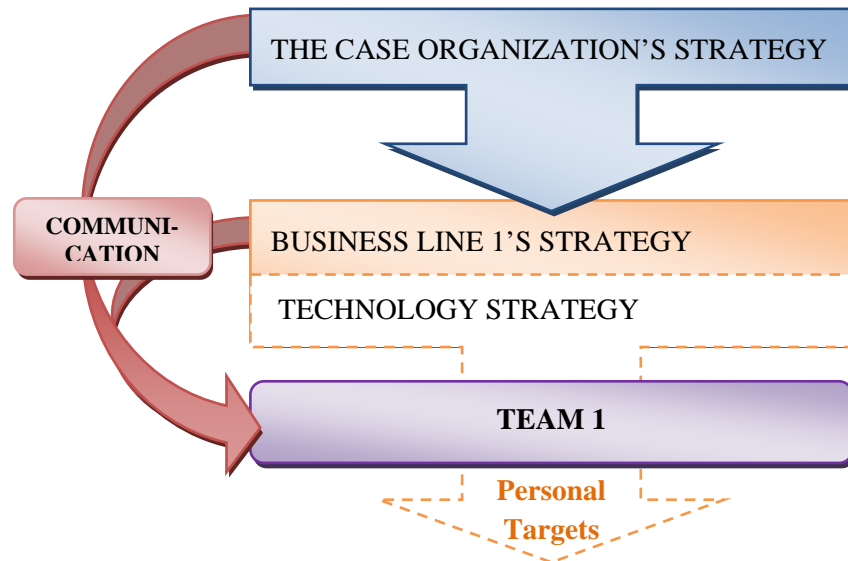 THE CASE ORGANIZATION'S STRATEGY
COMMUNI-
CATION
BUSINESS LINE 1'S STRATEGY
TECHNOLOGY STRATEGY
TEAM 1
Personal
Targets